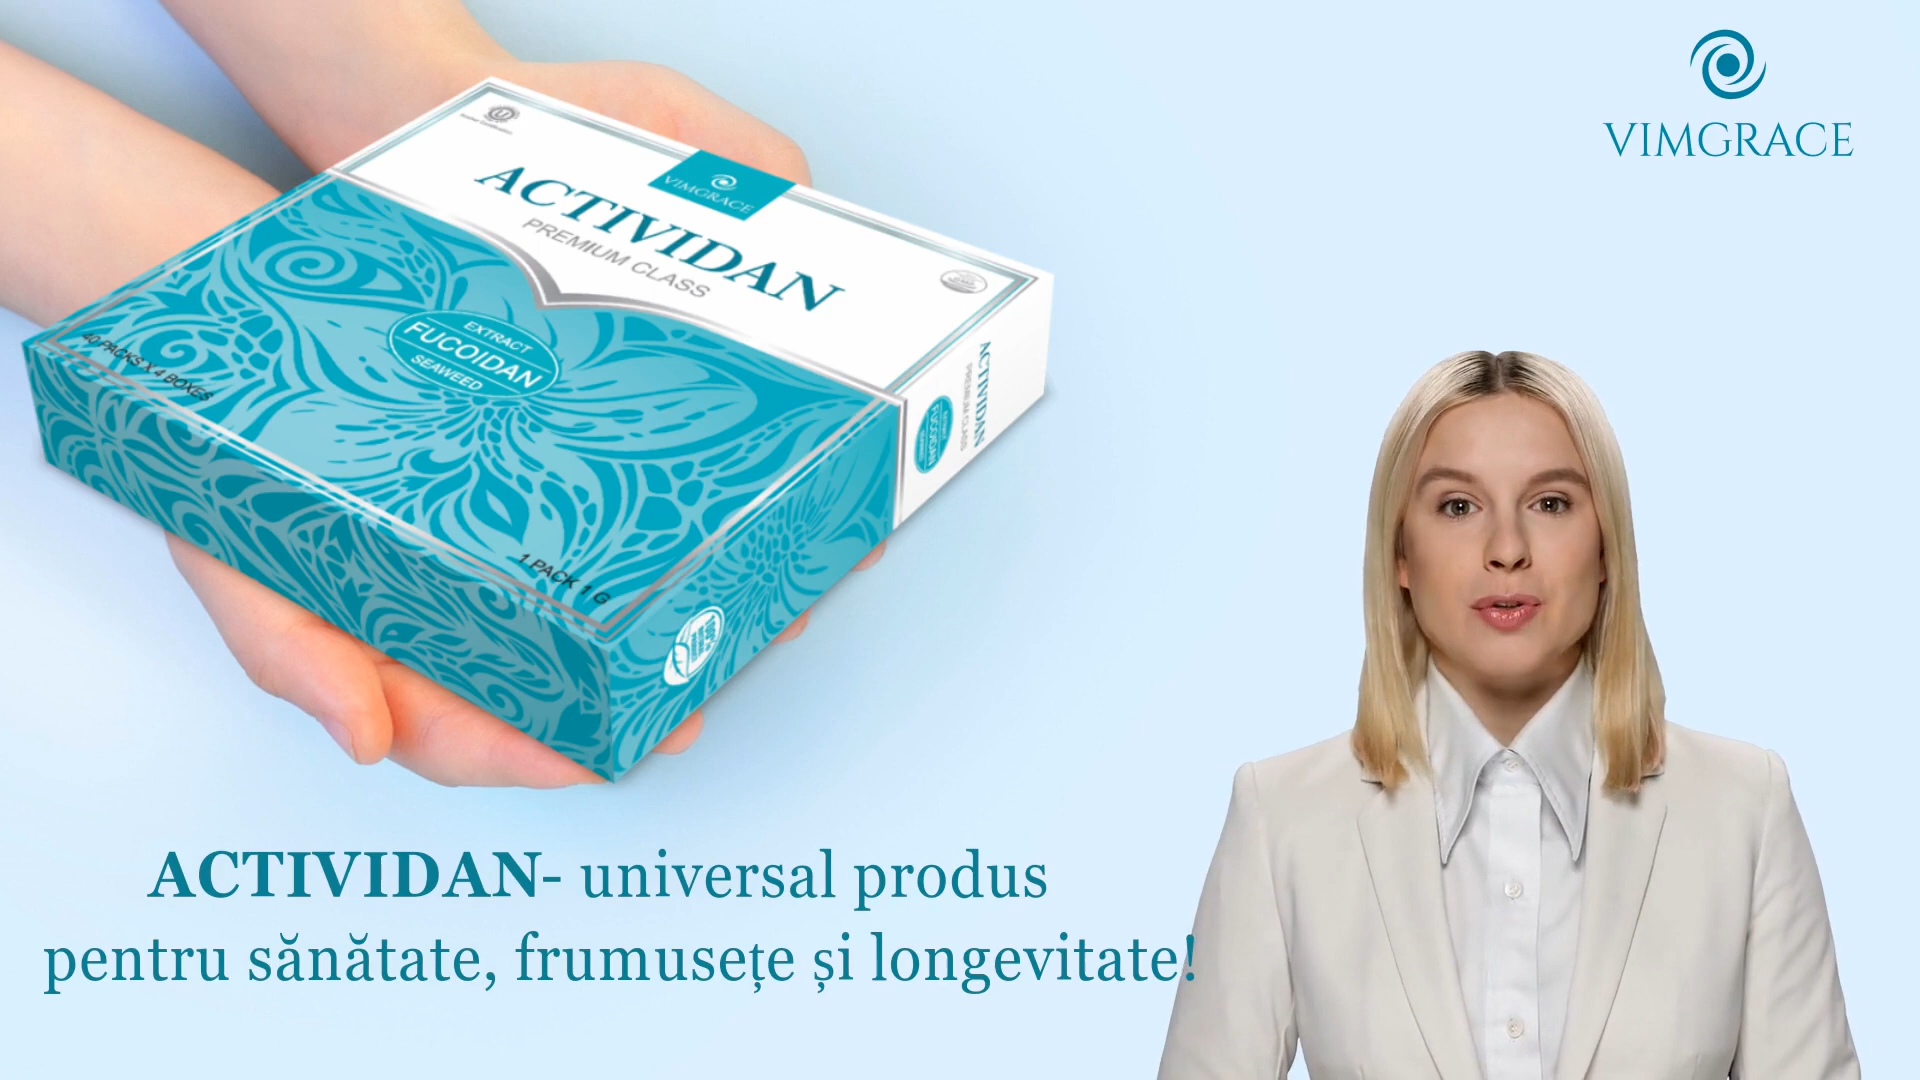 VIMGRACE
VIMGRACE
ACTIVIDAN
PREMIUM CLASS
EXTRACT
FUCOIDAN
SEAWEED
40 PACKS X 4 BOXES
1 PACK 1 G
ACTIVIDAN
PREMIUM CLASS
FUCOIDAN
ACTIVIDAN- universal produs
pentru sănătate, frumusețe și longevitate!